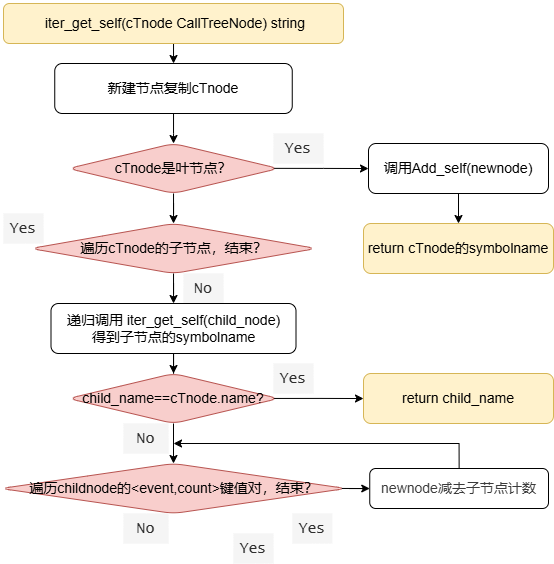 iter_get_self(cTnode CallTreeNode) string
新建节点复制cTnode
Yes
cTnode是叶节点？
调用Add_self(newnode)
Yes
遍历cTnode的子节点，结束？
return cTnode的symbolname
No
递归调用 iter_get_self(child_node)
得到子节点的symbolname
Yes
child_name==cTnode.name?
return child_name
No
遍历childnode的<event,count>键值对，结束？
newnode减去子节点计数
No
Yes
Yes